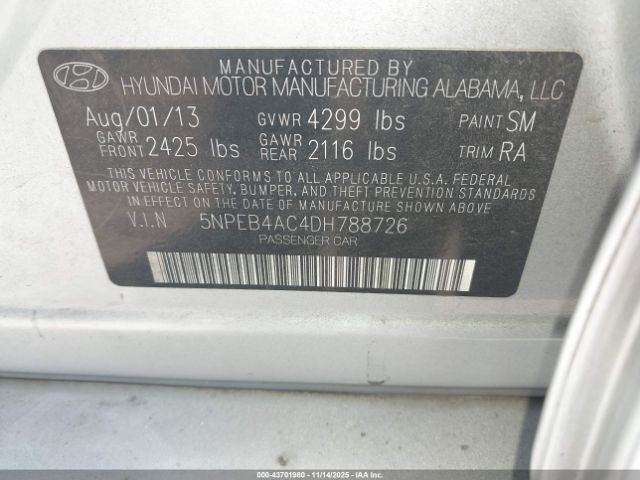 MANUFACTURED BY
HYUNDAI MOTOR MANUFACTURING ALABAMA, LLC
Aug/01/13 GVWR 4299 lbs PAINT SM
GAWR FRONT 2425 lbs GAWR REAR 2116 lbs TRIM RA
THIS VEHICLE CONFORMS TO ALL APPLICABLE U.S.A. FEDERAL
MOTOR VEHICLE SAFETY, BUMPER, AND THEFT PREVENTION STANDARDS
IN EFFECT ON THE DATE OF MANUFACTURE SHOWN ABOVE.
V.I.N 5NPEB4AC4DH788726
PASSENGER CAR
000-43701980 - 11/14/2025 - IAAI.COM